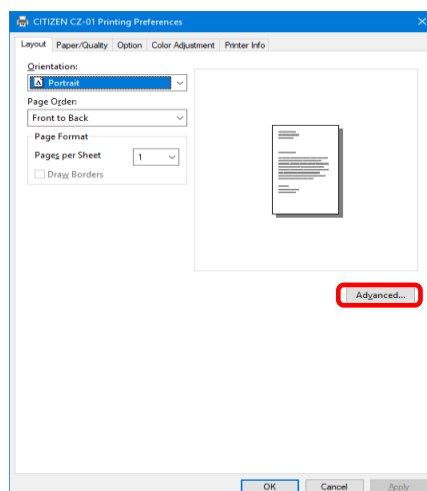 CITIZEN CZ-01 Printing Preferences
Layout Paper/Quality Option Color Adjustment Printer Info
Orientation:
A Portrait
Page Order:
Front to Back
Page Format
Pages per Sheet 1
Draw Borders
Advanced...
OK Cancel Apply